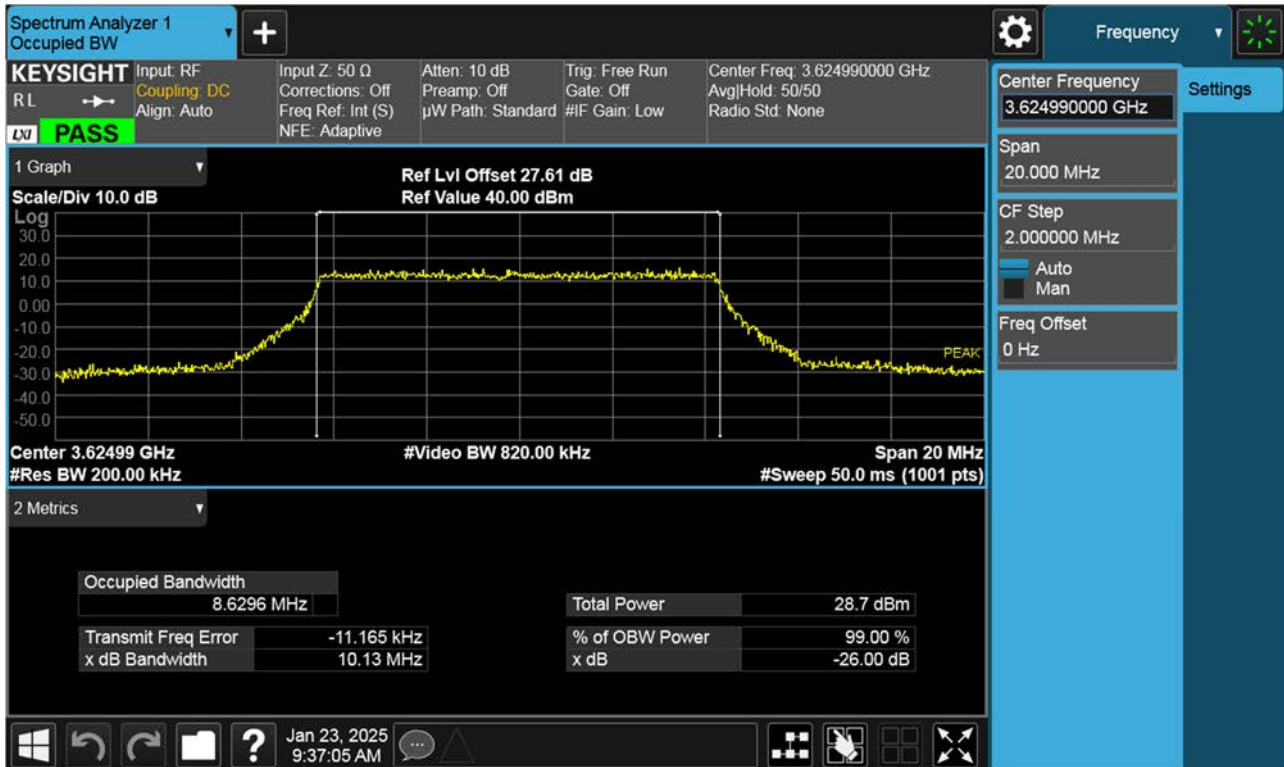 Spectrum Analyzer 1
Occupied BW
+
Frequency
KEYSIGHT
RL
LXI
PASS
Input: RF
Coupling: DC
Align: Auto
Input Z: 50 Ω
Corrections: Off
Freq Ref: Int (S)
NFE: Adaptive
Atten: 10 dB
Preamp: Off
µW Path: Standard
Trig: Free Run
Gate: Off
#IF Gain: Low
Center Freq: 3.624990000 GHz
Avg|Hold: 50/50
Radio Std: None
Center Frequency
3.624990000 GHz
Settings
Span
20.000 MHz
CF Step
2.000000 MHz
Auto
Man
Freq Offset
0 Hz
1 Graph
Ref Lvl Offset 27.61 dB
Scale/Div 10.0 dB
Ref Value 40.00 dBm
Log
30.0
20.0
10.0
0.00
-10.0
-20.0
-30.0
-40.0
-50.0
PEAK
Center 3.62499 GHz
#Video BW 820.00 kHz
Span 20 MHz
#Res BW 200.00 kHz
#Sweep 50.0 ms (1001 pts)
2 Metrics
Occupied Bandwidth
8.6296 MHz
Total Power 28.7 dBm
Transmit Freq Error -11.165 kHz
% of OBW Power 99.00 %
x dB Bandwidth 10.13 MHz
x dB -26.00 dB
?
Jan 23, 2025
9:37:05 AM